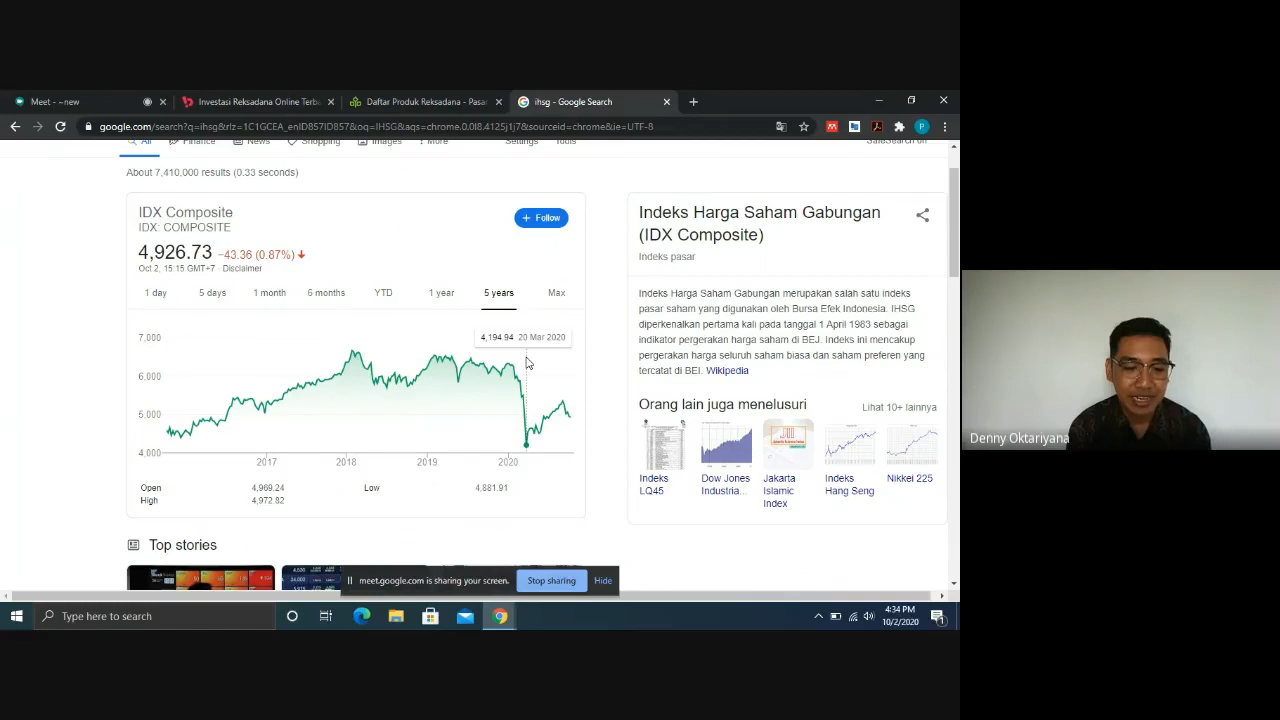 Meet - ~new
Investasi Reksadana Online Terb
Daftar Produk Reksadana - Pasar
ihsg - Google Search
google.com/search?q=ihsg&rlz=1C1GCEA_enID857ID857&oq=IHSG&aqs=chrome.0.0l8.4125j1j7&sourceid=chrome&ie=UTF-8
All
Finance
News
Shopping
Images
More
Settings
Tools
SafeSearch on
About 7,410,000 results (0.33 seconds)
IDX Composite
IDX: COMPOSITE
+ Follow
4,926.73 −43.36 (0.87%)
Oct 2, 15:15 GMT+7 · Disclaimer
1 day
5 days
1 month
6 months
YTD
1 year
5 years
Max
4,194.94 20 Mar 2020
7,000
6,000
5,000
4,000
2017
2018
2019
2020
Open 4,969.24 Low 4,881.91
High 4,972.82
Indeks Harga Saham Gabungan
(IDX Composite)
Indeks pasar
Indeks Harga Saham Gabungan merupakan salah satu indeks
pasar saham yang digunakan oleh Bursa Efek Indonesia. IHSG
diperkenalkan pertama kali pada tanggal 1 April 1983 sebagai
indikator pergerakan harga saham di BEJ. Indeks ini mencakup
pergerakan harga seluruh saham biasa dan saham preferen yang
tercatat di BEI. Wikipedia
Orang lain juga menelusuri
Lihat 10+ lainnya
Indeks
LQ45
Dow Jones
Industria...
Jakarta
Islamic
Index
Indeks
Hang Seng
Nikkei 225
Top stories
meet.google.com is sharing your screen.
Stop sharing
Hide
Denny Oktariyana
Type here to search
4:34 PM
10/2/2020